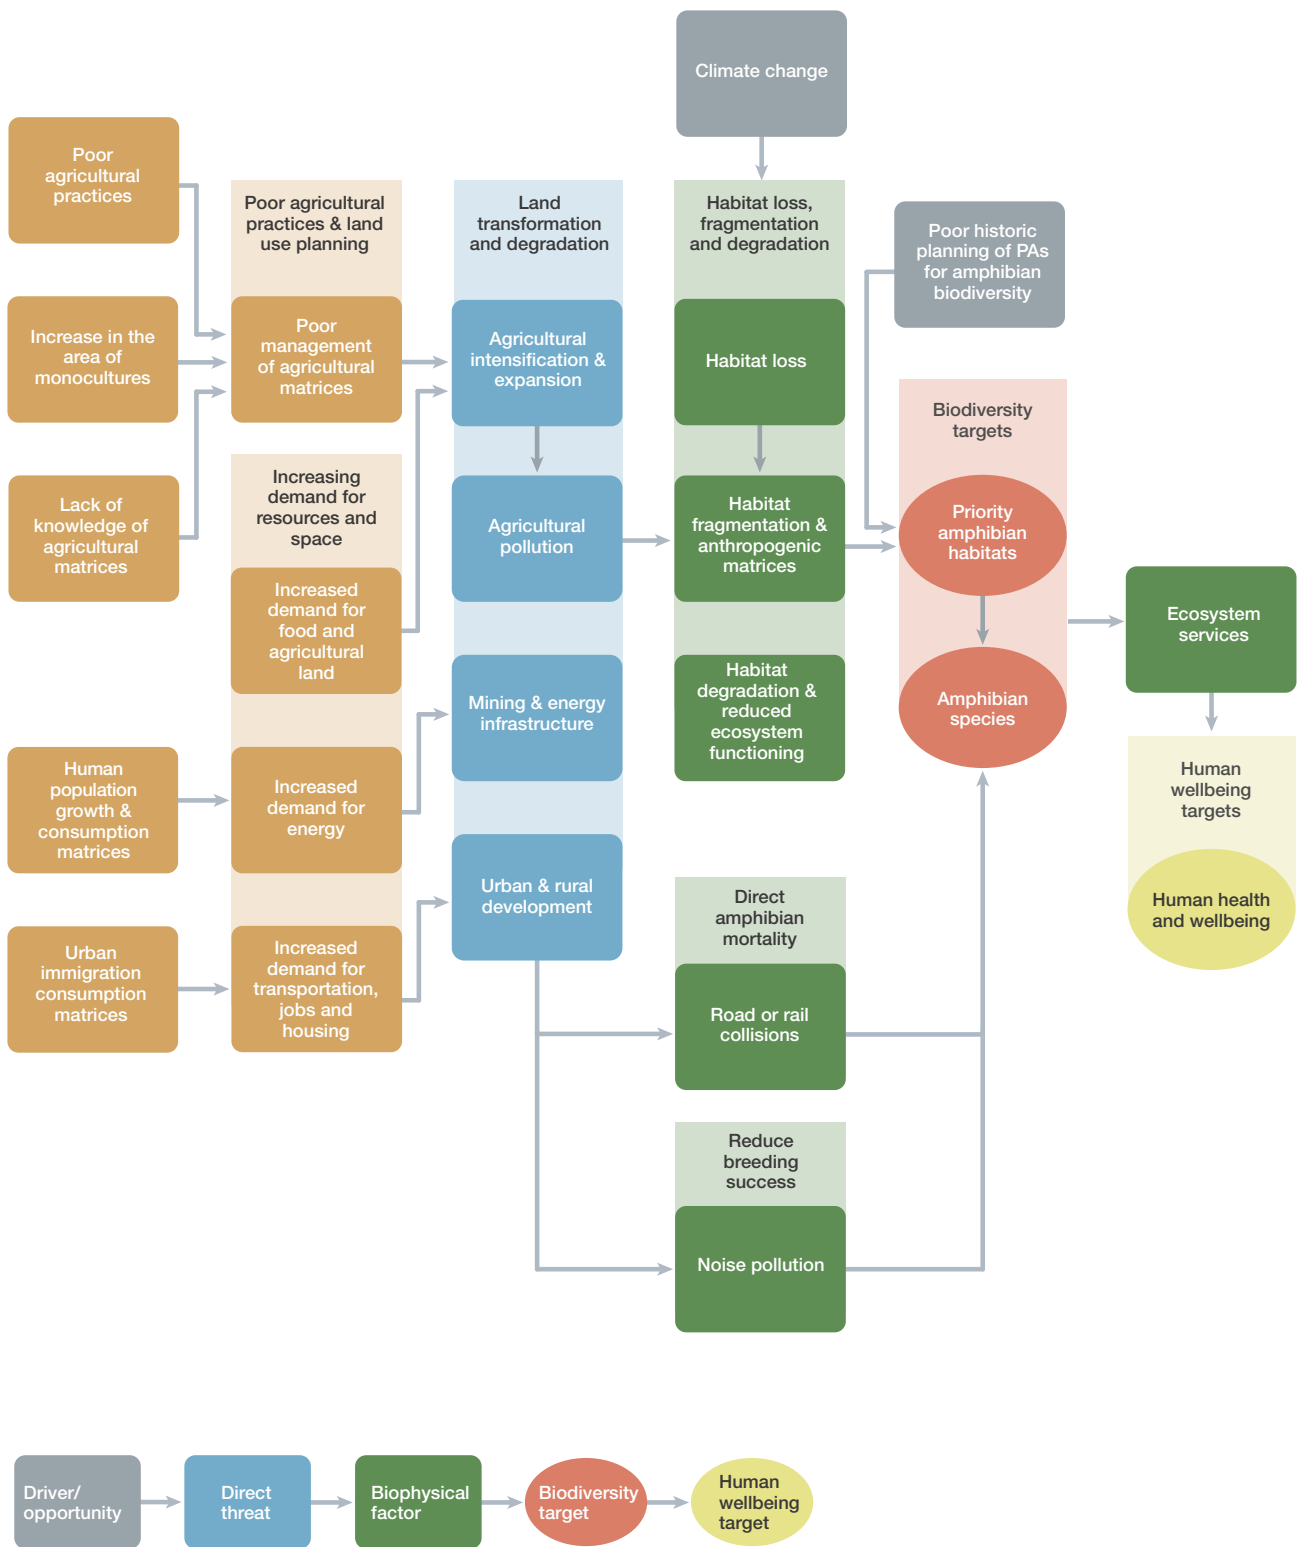 Climate change
Poor
agricultural
practices
Increase in the
area of
monocultures
Lack of
knowledge of
agricultural
matrices
Human
population
growth &
consumption
matrices
Urban
immigration
consumption
matrices
Poor agricultural
practices & land
use planning
Poor
management
of agricultural
matrices
Increasing
demand for
resources and
space
Increased
demand for
food and
agricultural
land
Increased
demand for
energy
Increased
demand for
transportation,
jobs and
housing
Land
transformation
and degradation
Agricultural
intensification &
expansion
Agricultural
pollution
Mining & energy
infrastructure
Urban & rural
development
Habitat loss,
fragmentation
and degradation
Habitat loss
Habitat
fragmentation &
anthropogenic
matrices
Habitat
degradation &
reduced
ecosystem
functioning
Direct
amphibian
mortality
Road or rail
collisions
Reduce
breeding
success
Noise pollution
Poor historic
planning of PAs
for amphibian
biodiversity
Biodiversity
targets
Priority
amphibian
habitats
Amphibian
species
Ecosystem
services
Human
wellbeing
targets
Human health
and wellbeing
Driver/
opportunity
Direct
threat
Biophysical
factor
Biodiversity
target
Human
wellbeing
target